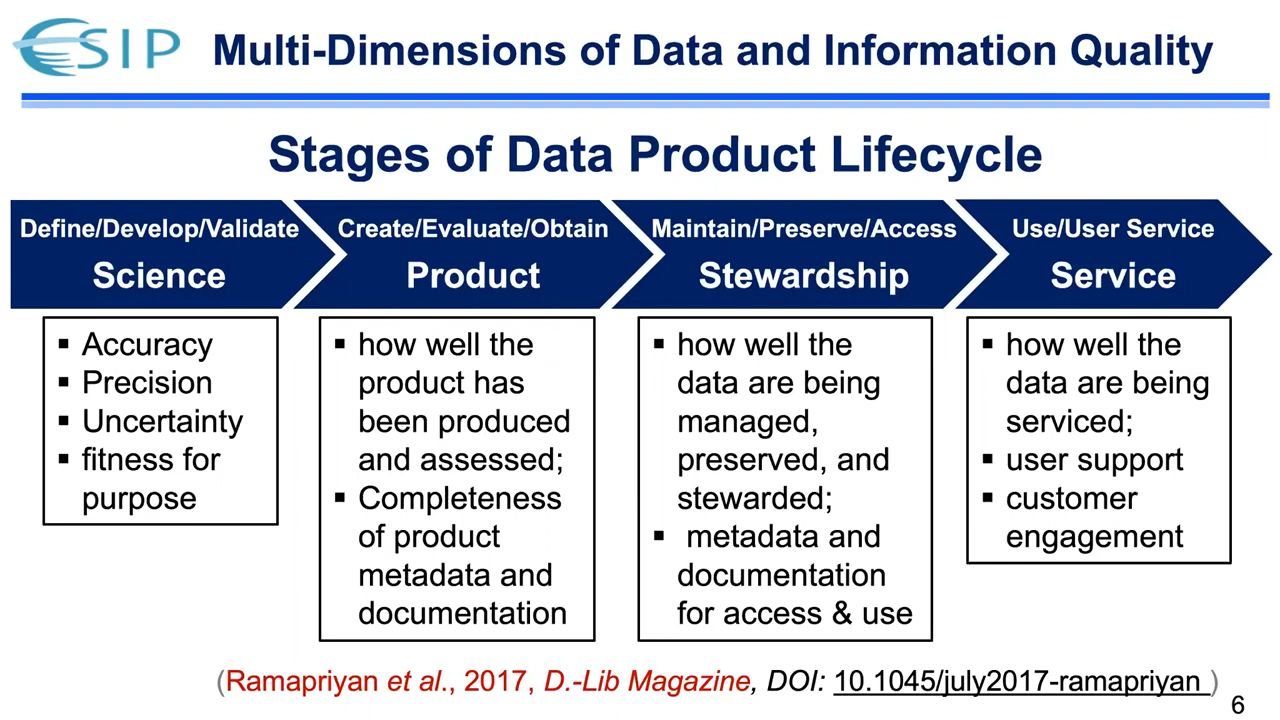 ESIP
Multi-Dimensions of Data and Information Quality
Stages of Data Product Lifecycle
Define/Develop/Validate
Science
Create/Evaluate/Obtain
Product
Maintain/Preserve/Access
Stewardship
Use/User Service
Service
▪ Accuracy
▪ Precision
▪ Uncertainty
▪ fitness for
purpose
▪ how well the
product has
been produced
and assessed;
▪ Completeness
of product
metadata and
documentation
▪ how well the
data are being
managed,
preserved, and
stewarded;
▪ metadata and
documentation
for access & use
▪ how well the
data are being
serviced;
▪ user support
▪ customer
engagement
(Ramapriyan et al., 2017, D.-Lib Magazine, DOI: 10.1045/july2017-ramapriyan )
6